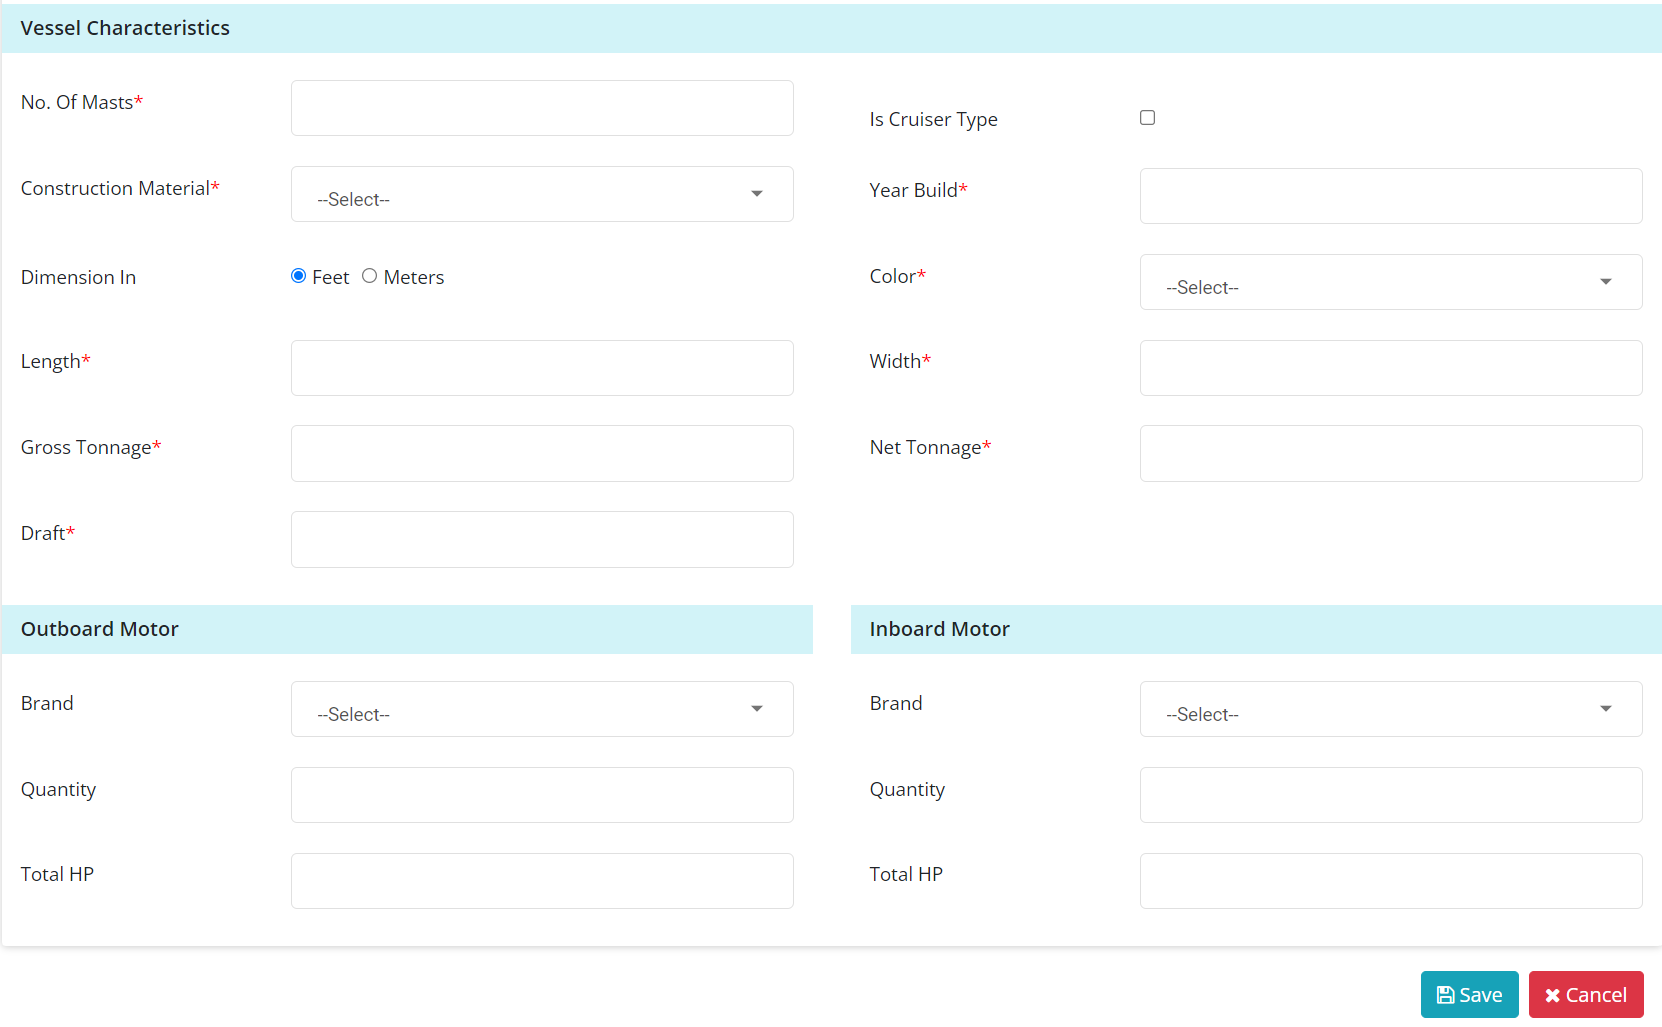 Vessel Characteristics
No. Of Masts*
Is Cruiser Type
Construction Material*
--Select--
Year Build*
Dimension In
Feet
Meters
Color*
--Select--
Length*
Width*
Gross Tonnage*
Net Tonnage*
Draft*
Outboard Motor
Inboard Motor
Brand
--Select--
Brand
--Select--
Quantity
Quantity
Total HP
Total HP
Save
Cancel